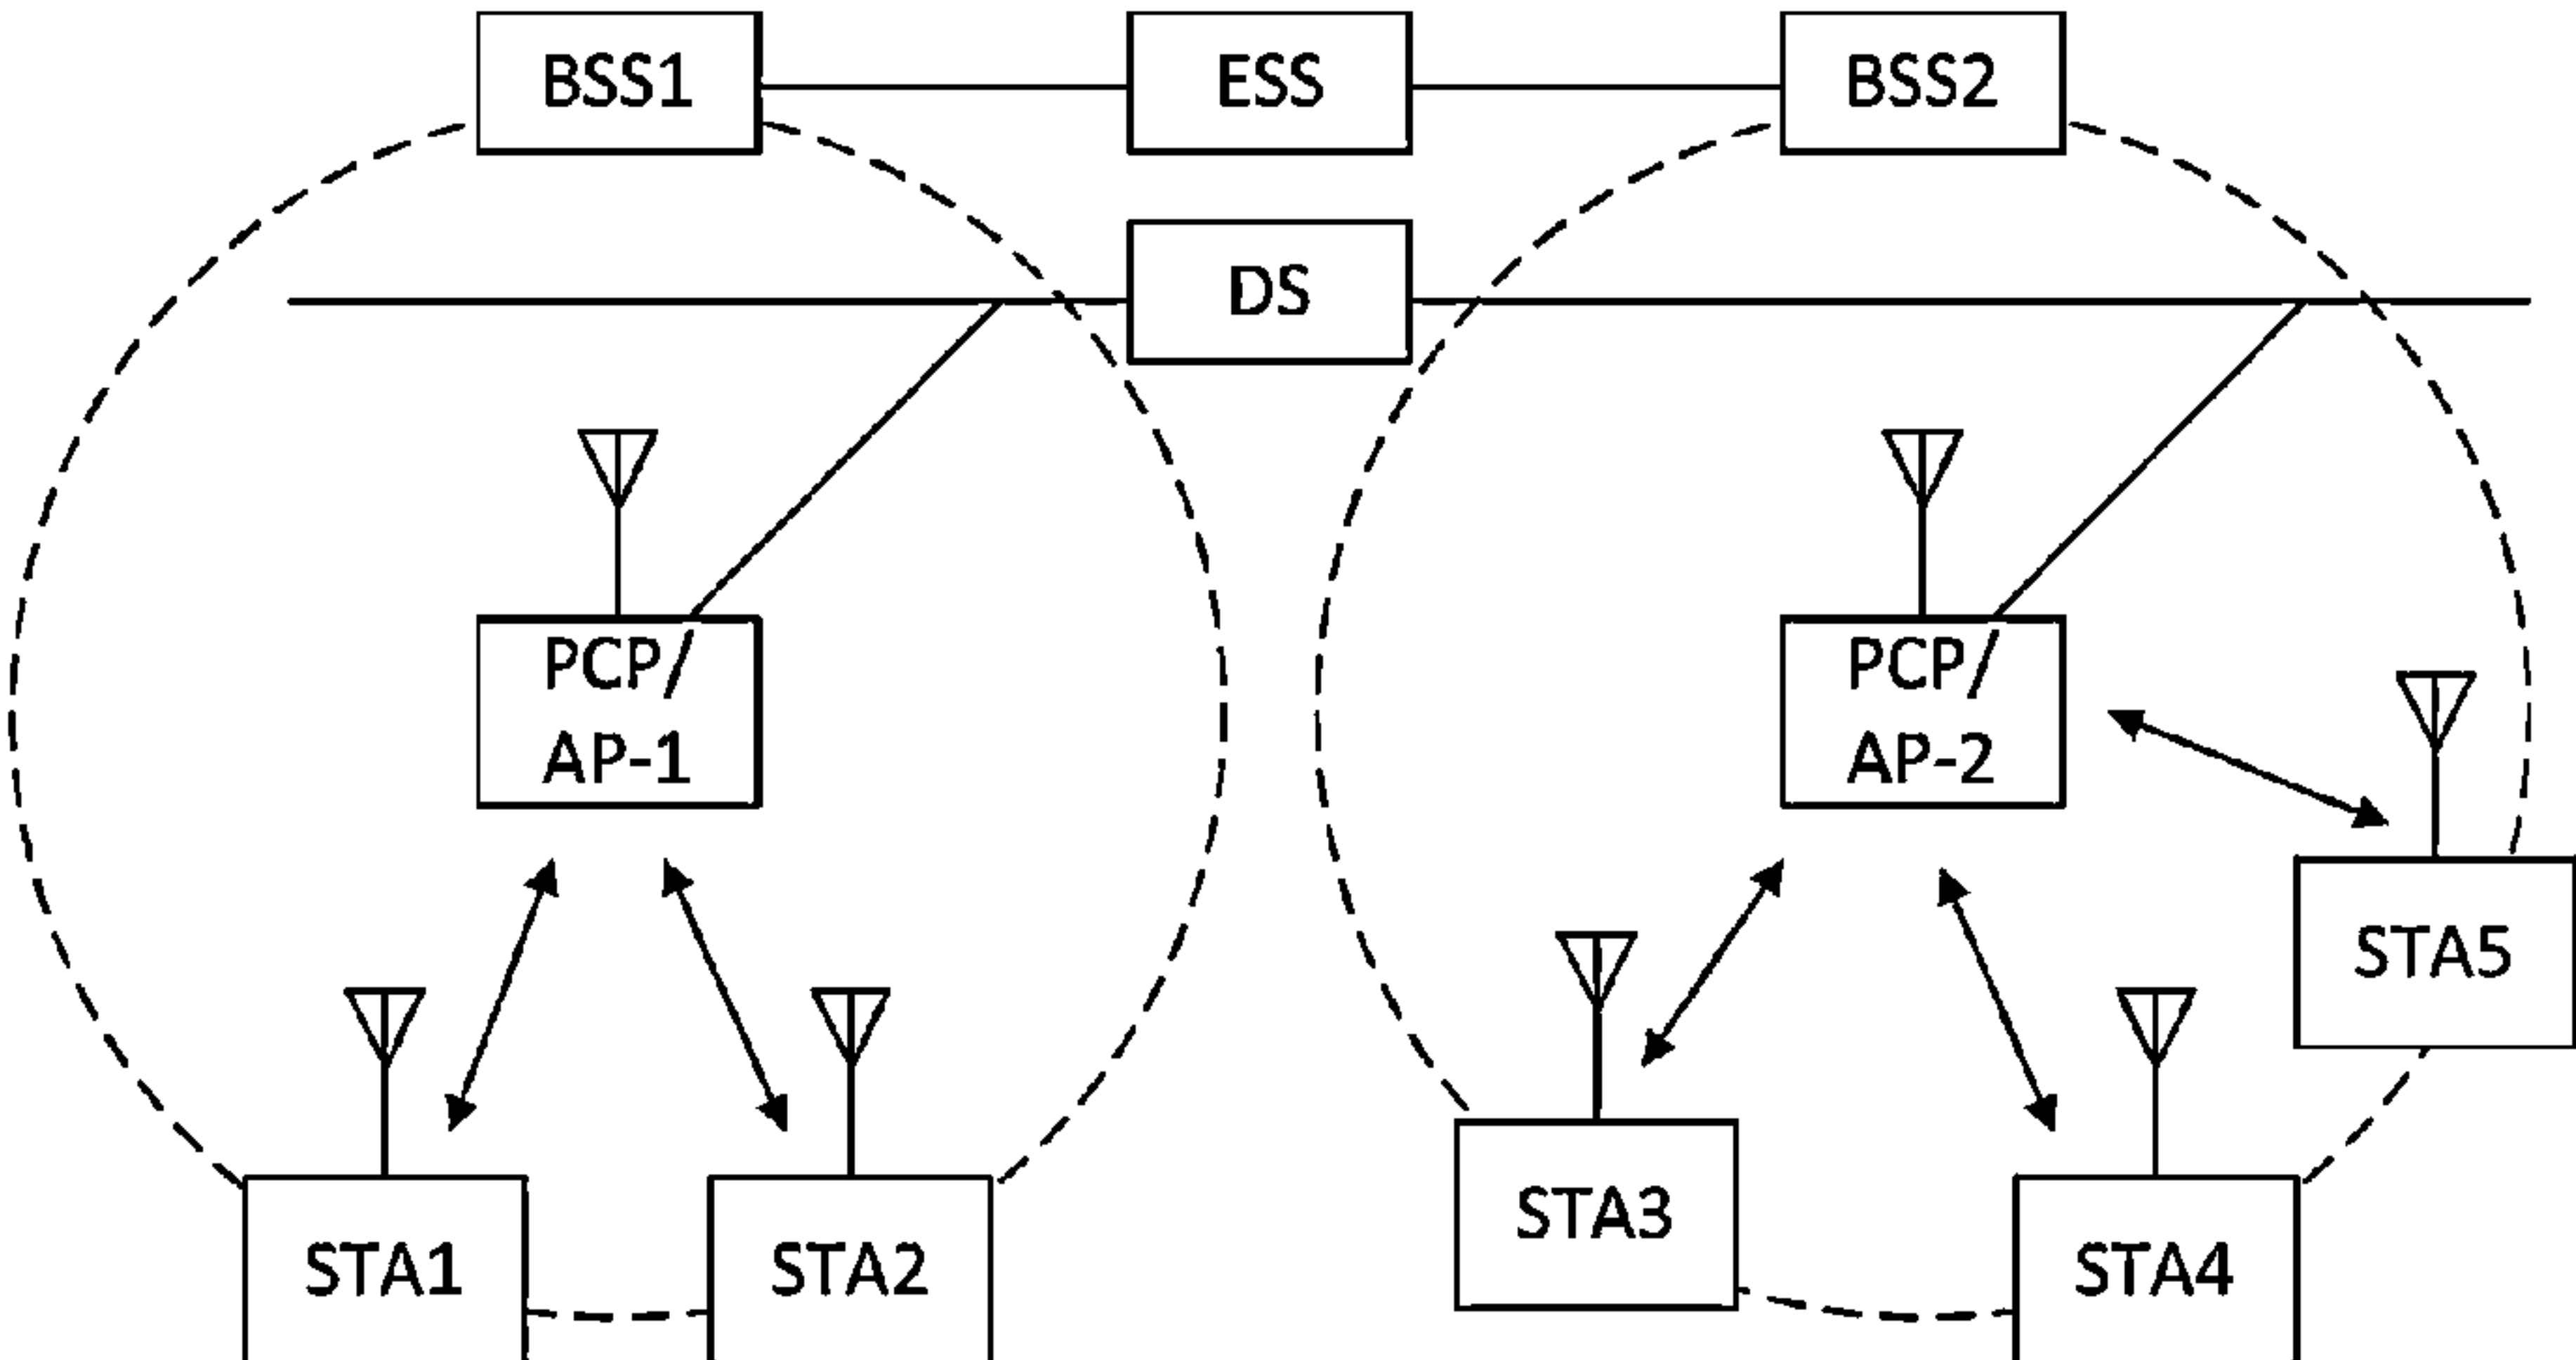 BSS1
ESS
BSS2
DS
PCP/
AP-1
PCP/
AP-2
STA5
STA3
STA1
STA2
STA4